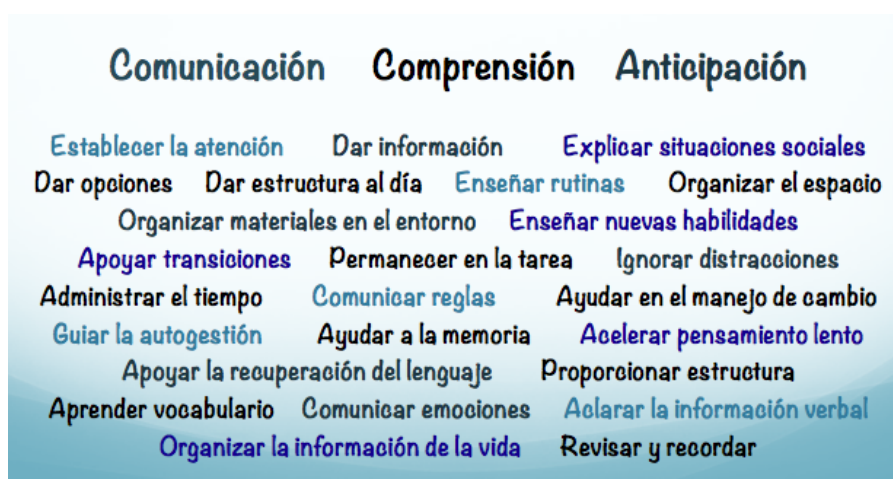 Comunicación Comprensión Anticipación
Establecer la atención Dar información Explicar situaciones sociales
Dar opciones Dar estructura al día Enseñar rutinas Organizar el espacio
Organizar materiales en el entorno Enseñar nuevas habilidades
Apoyar transiciones Permanecer en la tarea Ignorar distracciones
Administrar el tiempo Comunicar reglas Ayudar en el manejo de cambio
Guiar la autogestión Ayudar a la memoria Acelerar pensamiento lento
Apoyar la recuperación del lenguaje Proporcionar estructura
Aprender vocabulario Comunicar emociones Aclarar la información verbal
Organizar la información de la vida Revisar y recordar